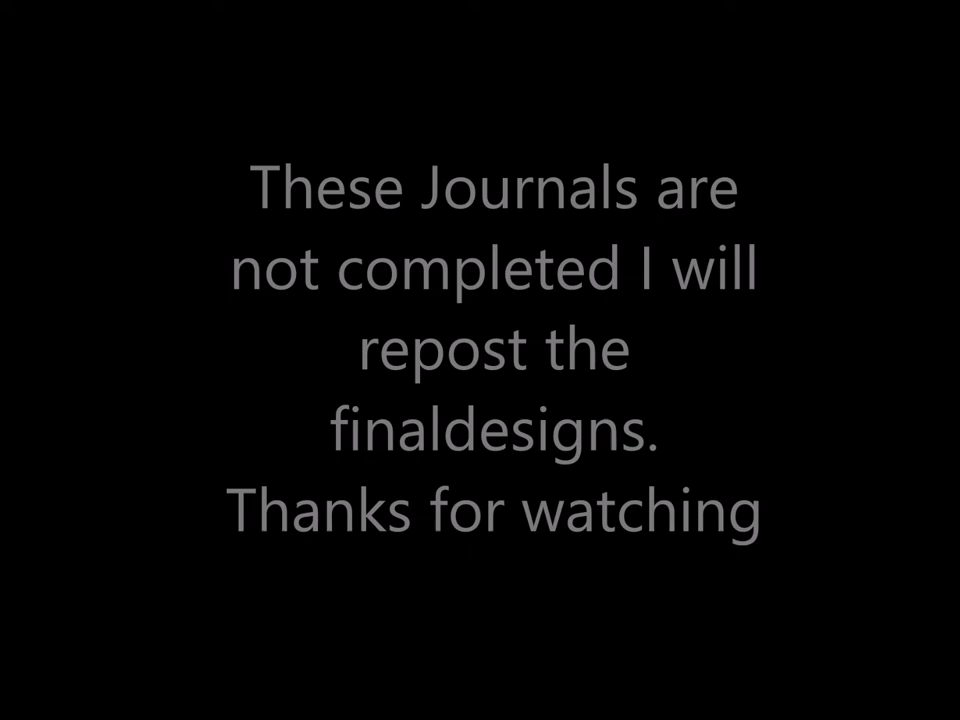 These Journals are
not completed I will
repost the
finaldesigns.
Thanks for watching